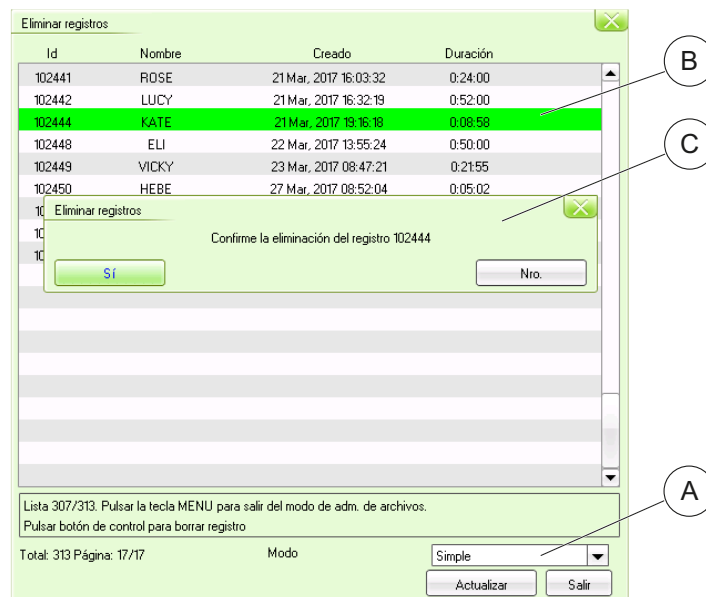 Eliminar registros
Id Nombre Creado Duración
102441 ROSE 21 Mar, 2017 16:03:32 0:24:00
B
102442 LUCY 21 Mar, 2017 16:32:19 0:52:00
102444 KATE 21 Mar, 2017 19:16:18 0:08:58
102448 ELI 22 Mar, 2017 13:55:24 0:50:00
C
102449 VICKY 23 Mar, 2017 08:47:21 0:21:55
102450 HEBE 27 Mar, 2017 08:52:04 0:05:02
Eliminar registros
Confirme la eliminación del registro 102444
Sí Nro.
Lista 307/313. Pulsar la tecla MENU para salir del modo de adm. de archivos.
A
Pulsar botón de control para borrar registro
Total: 313 Página: 17/17 Modo Simple
Actualizar Salir